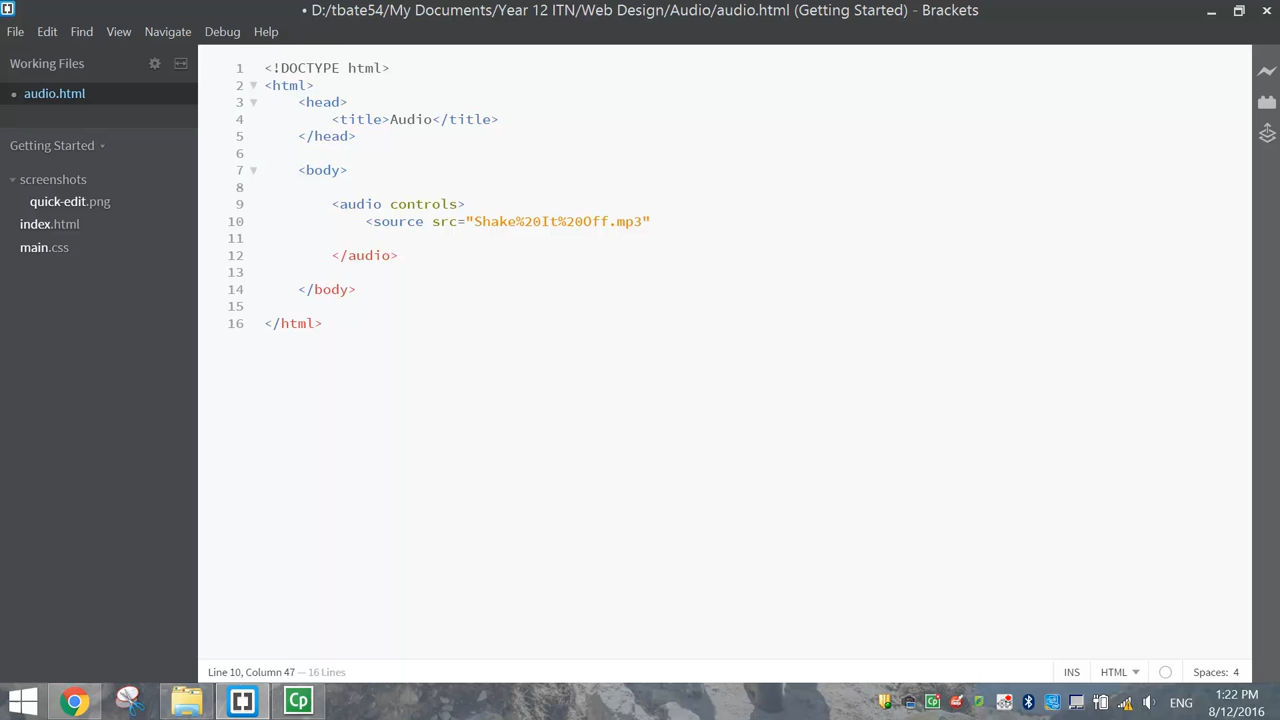 • D:/tbate54/My Documents/Year 12 ITN/Web Design/Audio/audio.html (Getting Started) - Brackets
File Edit Find View Navigate Debug Help
Working Files
• audio.html
Getting Started
screenshots
quick-edit.png
index.html
main.css
1 <!DOCTYPE html>
2 <html>
3 <head>
4 <title>Audio</title>
5 </head>
6
7 <body>
8
9 <audio controls>
10 <source src="Shake%20It%20Off.mp3"
11
12 </audio>
13
14 </body>
15
16 </html>
Line 10, Column 47 — 16 Lines
INS HTML Spaces: 4
Cp
ENG
1:22 PM
8/12/2016